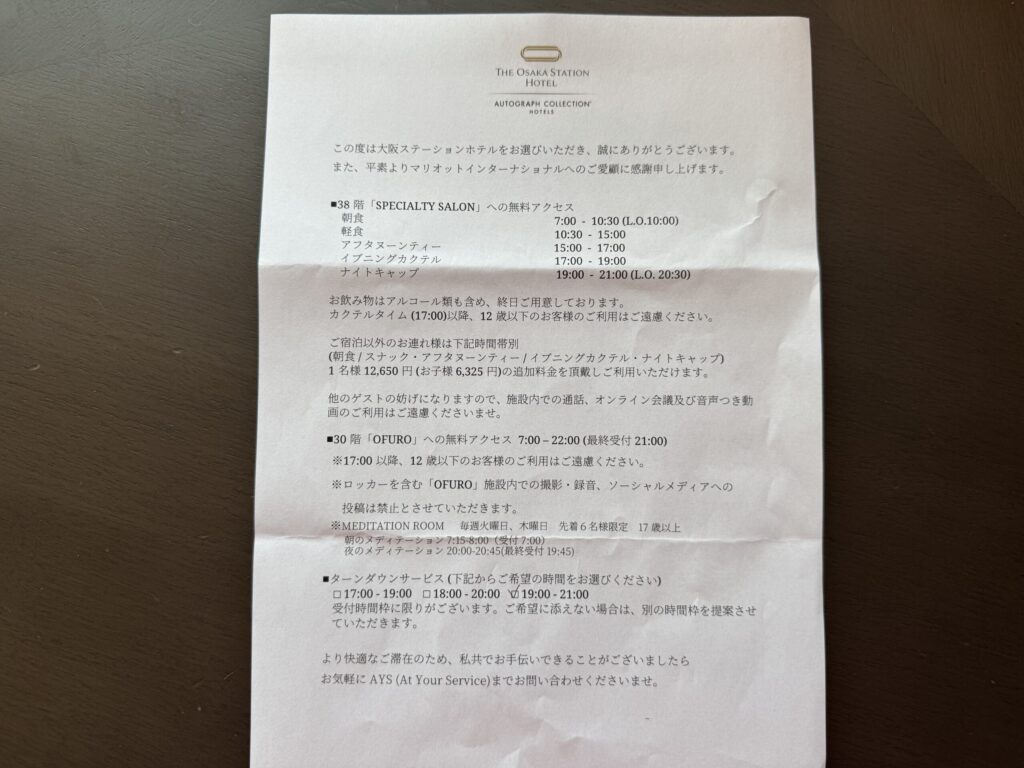 THE OSAKA STATION
HOTEL
AUTOGRAPH COLLECTION®
HOTELS
この度は大阪ステーションホテルをお選びいただき、誠にありがとうございます。
また、平素よりマリオットインターナショナルへのご愛顧に感謝申し上げます。
■38 階「SPECIALTY SALON」への無料アクセス
朝食 7:00 - 10:30 (L.O.10:00)
軽食 10:30 - 15:00
アフタヌーンティー 15:00 - 17:00
イブニングカクテル 17:00 - 19:00
ナイトキャップ 19:00 - 21:00 (L.O. 20:30)
お飲み物はアルコール類も含め、終日ご用意しております。
カクテルタイム (17:00)以降、12 歳以下のお客様のご利用はご遠慮ください。
ご宿泊以外のお連れ様は下記時間帯別
(朝食 / スナック・アフタヌーンティー / イブニングカクテル・ナイトキャップ)
1 名様 12,650 円 (お子様 6,325 円)の追加料金を頂戴しご利用いただけます。
他のゲストの妨げになりますので、施設内での通話、オンライン会議及び音声つき動
画のご利用はご遠慮くださいませ。
■30 階「OFURO」への無料アクセス 7:00 – 22:00 (最終受付 21:00)
※17:00 以降、12 歳以下のお客様のご利用はご遠慮ください。
※ロッカーを含む「OFURO」施設内での撮影・録音、ソーシャルメディアへの
投稿は禁止とさせていただきます。
※MEDITATION ROOM 毎週火曜日、木曜日 先着６名様限定 17 歳以上
朝のメディテーション 7:15-8:00（受付 7:00）
夜のメディテーション 20:00-20:45(最終受付 19:45)
■ターンダウンサービス (下記からご希望の時間をお選びください)
□ 17:00 - 19:00 □ 18:00 - 20:00 ☑ 19:00 - 21:00
受付時間枠に限りがございます。ご希望に添えない場合は、別の時間枠を提案させ
ていただきます。
より快適なご滞在のため、私共でお手伝いできることがございましたら
お気軽に AYS (At Your Service)までお問い合わせくださいませ。